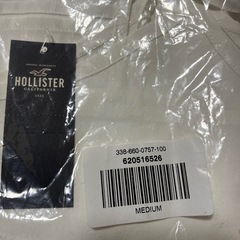 HOLLISTER
CALIFORNIA
338-660-0757-100
620516526
MEDIUM